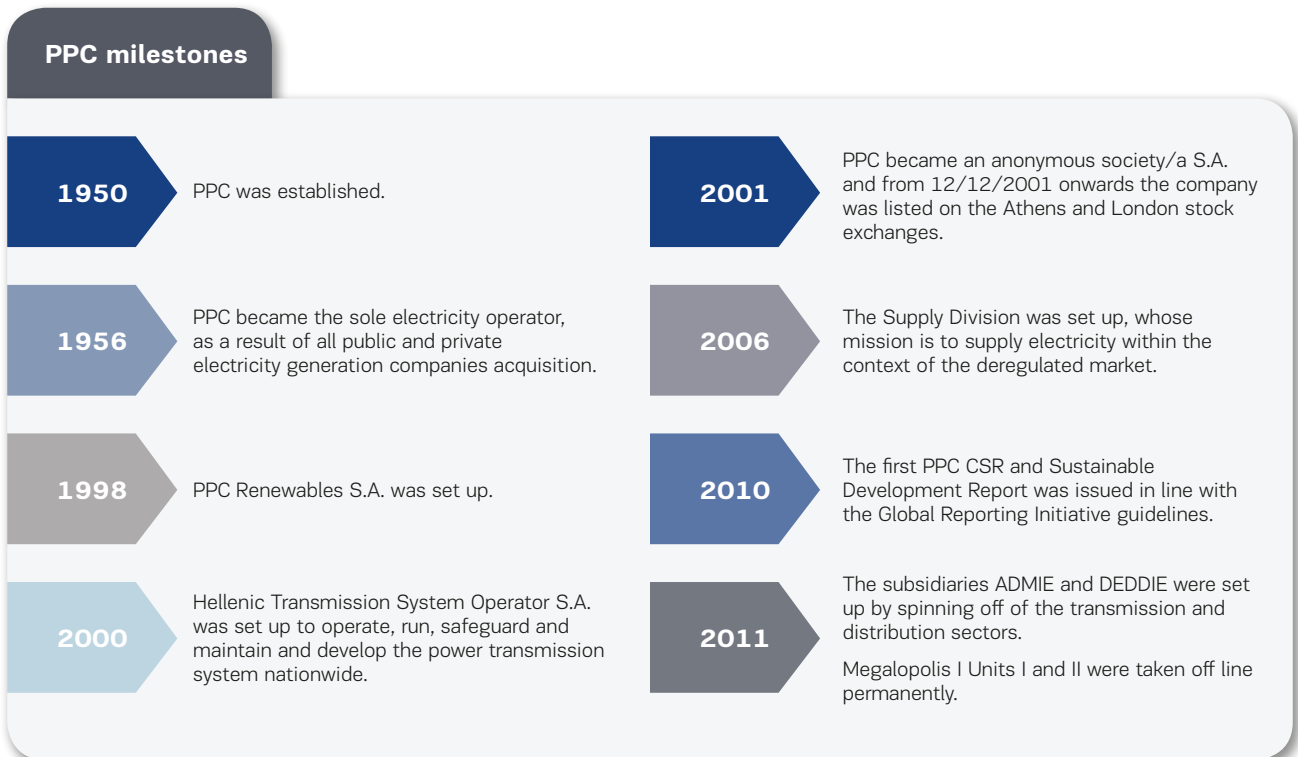 PPC milestones
1950
PPC was established.
1956
PPC became the sole electricity operator,
as a result of all public and private
electricity generation companies acquisition.
1998
PPC Renewables S.A. was set up.
2000
Hellenic Transmission System Operator S.A.
was set up to operate, run, safeguard and
maintain and develop the power transmission
system nationwide.
2001
PPC became an anonymous society/a S.A.
and from 12/12/2001 onwards the company
was listed on the Athens and London stock
exchanges.
2006
The Supply Division was set up, whose
mission is to supply electricity within the
context of the deregulated market.
2010
The first PPC CSR and Sustainable
Development Report was issued in line with
the Global Reporting Initiative guidelines.
2011
The subsidiaries ADMIE and DEDDIE were set
up by spinning off of the transmission and
distribution sectors.
Megalopolis I Units I and II were taken off line
permanently.